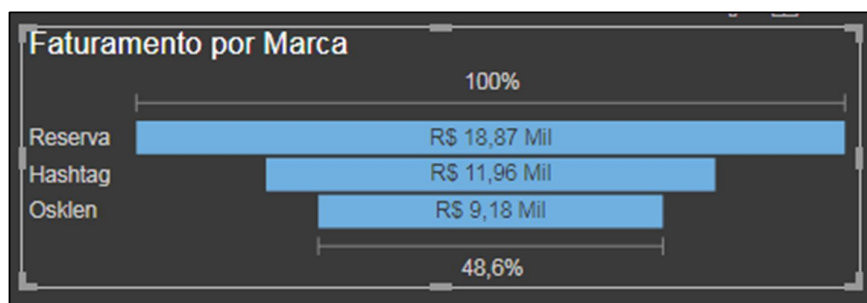 Faturamento por Marca
100%
Reserva R$ 18,87 Mil
Hashtag R$ 11,96 Mil
Osklen R$ 9,18 Mil
48,6%